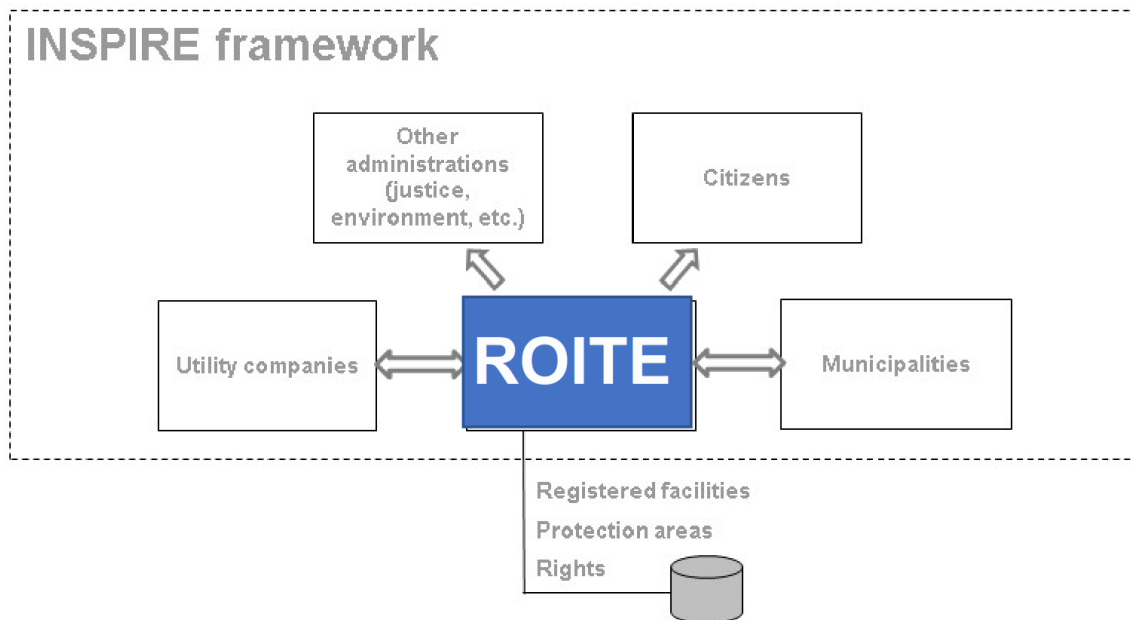 INSPIRE framework
Other
administrations
(justice,
environment, etc.)
Citizens
Utility companies
ROITE
Municipalities
Registered facilities
Protection areas
Rights